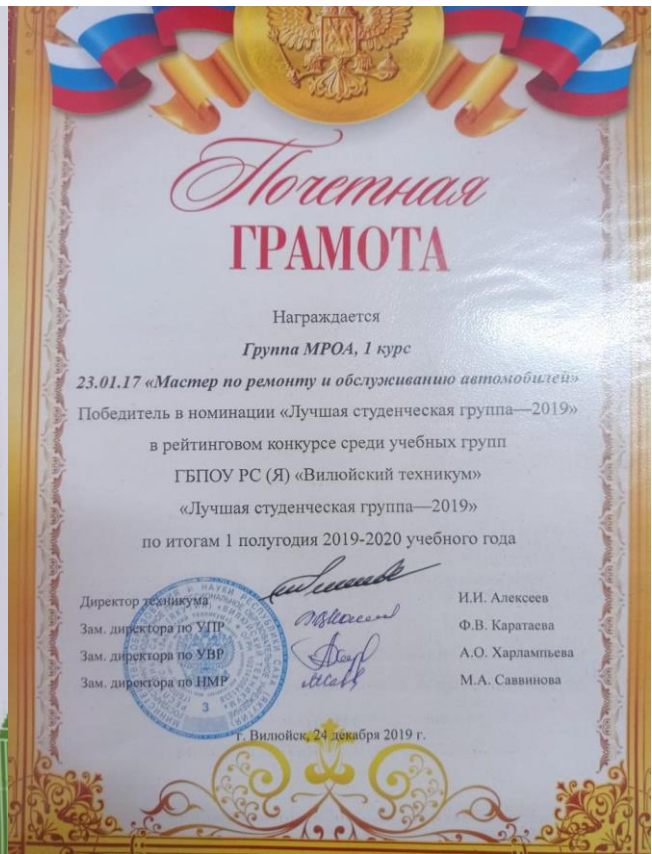 Почетная
ГРАМОТА
Награждается
Группа МРОА, 1 курс
23.01.17 «Мастер по ремонту и обслуживанию автомобилей»
Победитель в номинации «Лучшая студенческая группа—2019»
в рейтинговом конкурсе среди учебных групп
ГБПОУ РС (Я) «Вилюйский техникум»
«Лучшая студенческая группа—2019»
по итогам 1 полугодия 2019-2020 учебного года
Директор техникума И.И. Алексеев
Зам. директора по УПР Ф.В. Каратаева
Зам. директора по УВР А.О. Харлампьева
Зам. директора по НМР М.А. Саввинова
3
г. Вилюйск, 24 декабря 2019 г.